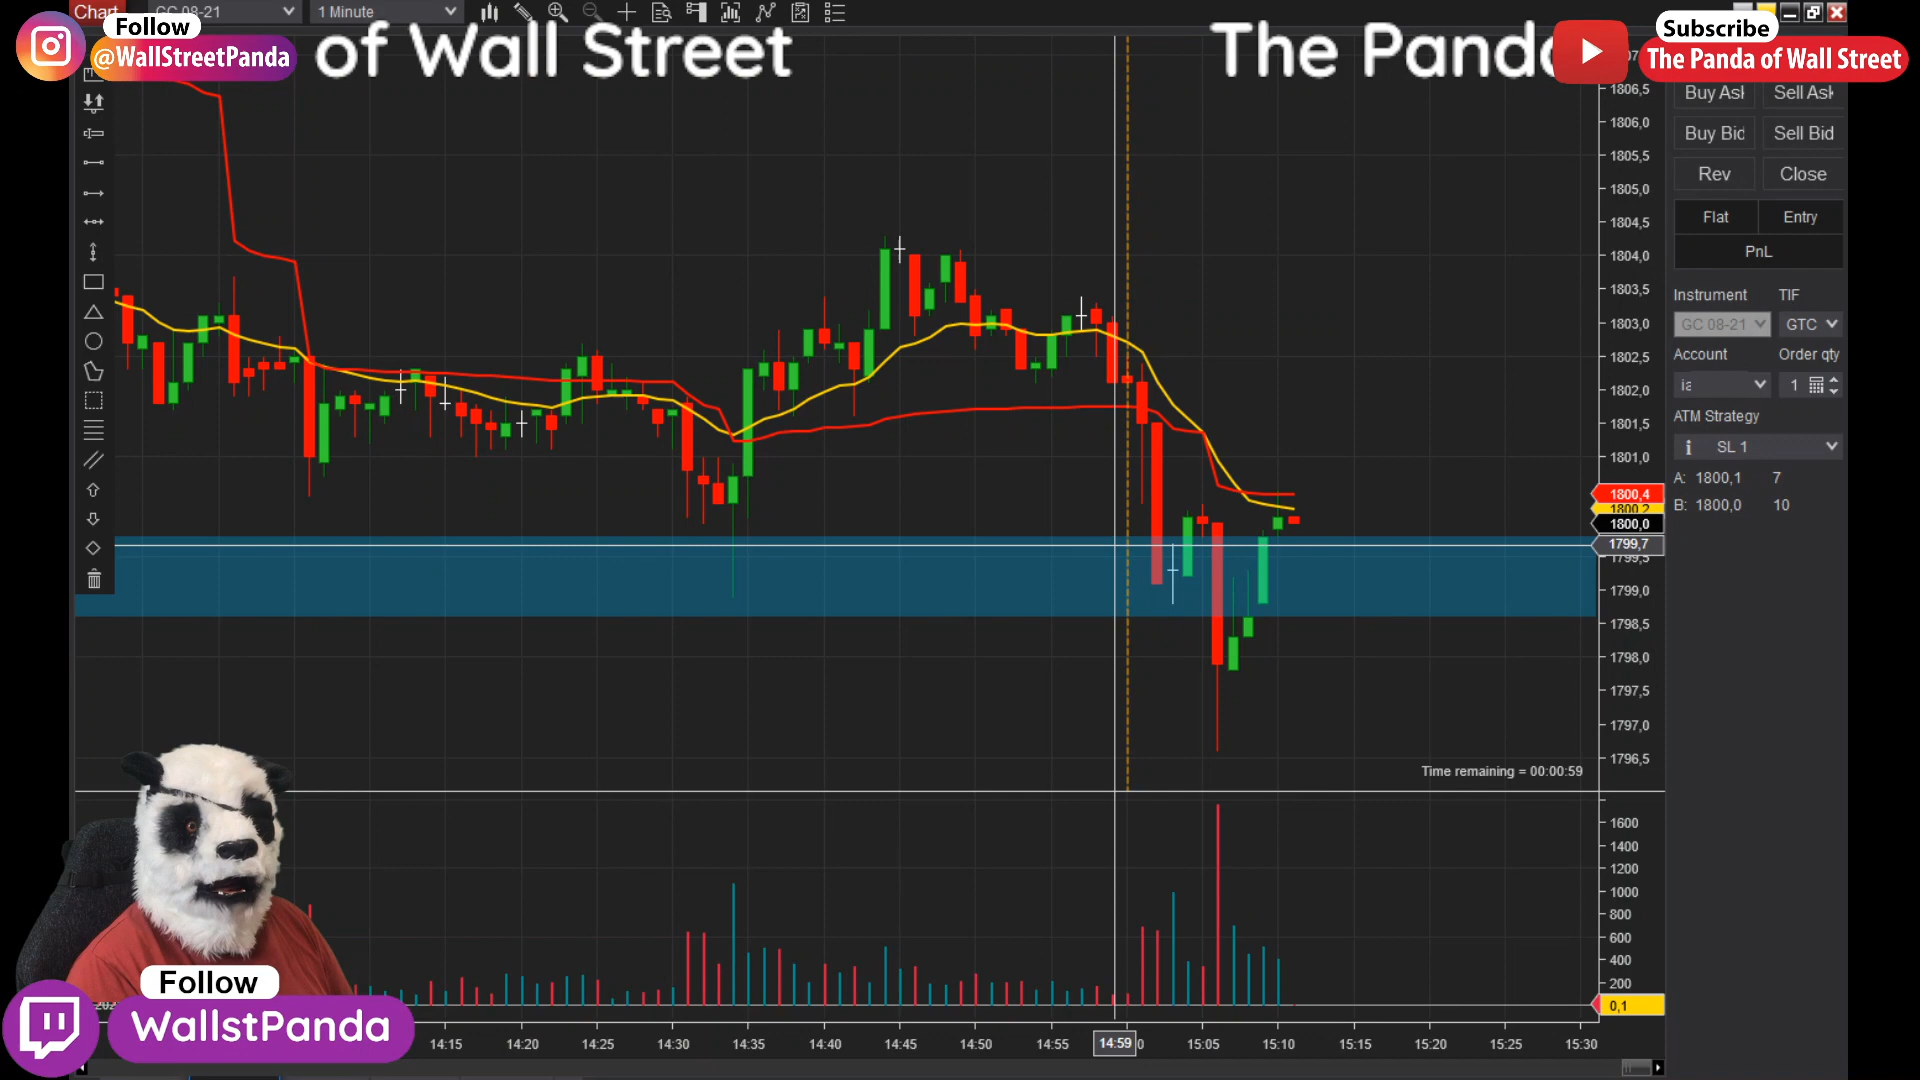 Chart
GC 08-21
1 Minute
Follow
@WallStreetPanda
of Wall Street
The Panda
Subscribe
The Panda of Wall Street
1806,5
1806,0
1805,5
1805,0
1804,5
1804,0
1803,5
1803,0
1802,5
1802,0
1801,5
1801,0
1800,4
1800,2
1800,0
1799,7
1799,0
1798,5
1798,0
1797,5
1797,0
1796,5
Buy Ask
Sell Ask
Buy Bid
Sell Bid
Rev
Close
Flat
Entry
PnL
Instrument
TIF
GC 08-21
GTC
Account
Order qty
1
ATM Strategy
SL 1
A: 1800,1 7
B: 1800,0 10
Time remaining = 00:00:59
1600
1400
1200
1000
800
600
400
200
0,1
Follow
WallstPanda
14:15
14:20
14:25
14:30
14:35
14:40
14:45
14:50
14:55
14:59
15:05
15:10
15:15
15:20
15:25
15:30